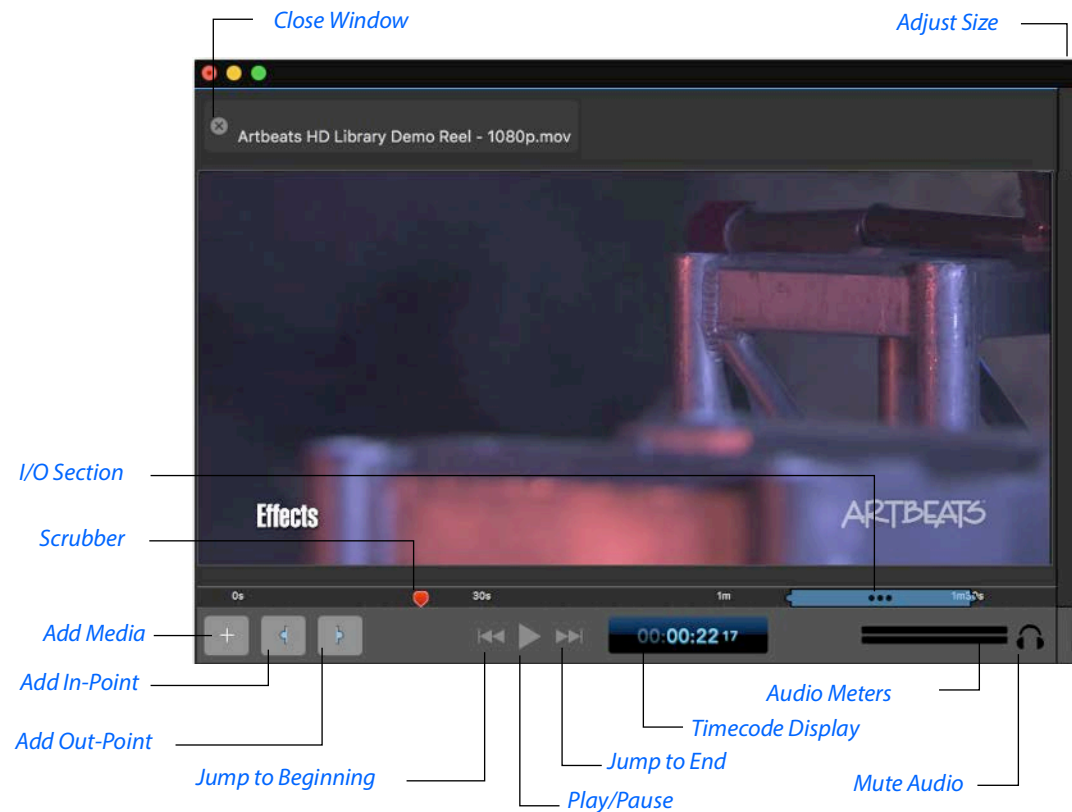 Close Window
Adjust Size
Artbeats HD Library Demo Reel - 1080p.mov
I/O Section
Effects
ARTBEATS
Scrubber
0s
30s
1m
1m30s
Add Media
00:00:22 17
Add In-Point
Audio Meters
Add Out-Point
Timecode Display
Jump to Beginning
Jump to End
Mute Audio
Play/Pause